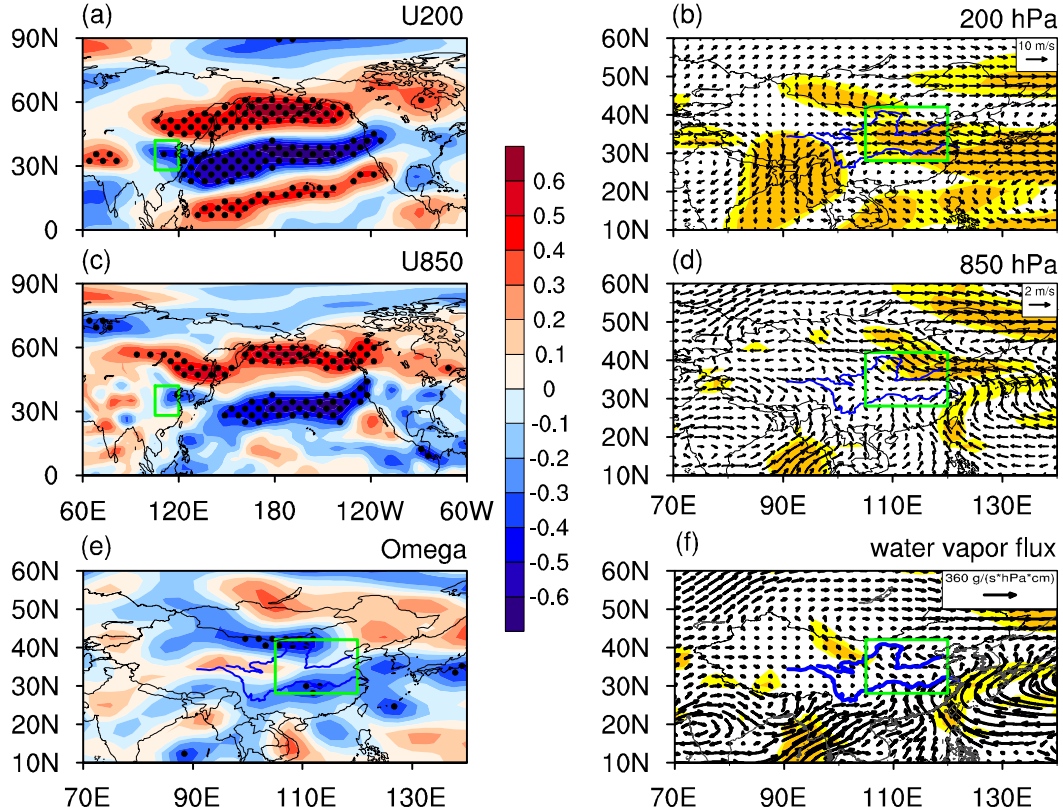 (a) U200
90N
60N
30N
0
(b) 200 hPa
10 m/s
60N
50N
40N
30N
20N
10N
(c) U850
90N
60N
30N
0
60E 120E 180 120W 60W
(d) 850 hPa
2 m/s
60N
50N
40N
30N
20N
10N
70E 90E 110E 130E
0.6
0.5
0.4
0.3
0.2
0.1
0
-0.1
-0.2
-0.3
-0.4
-0.5
-0.6
(e) Omega
60N
50N
40N
30N
20N
10N
70E 90E 110E 130E
(f) water vapor flux
360 g/(s*hPa*cm)
60N
50N
40N
30N
20N
10N
70E 90E 110E 130E